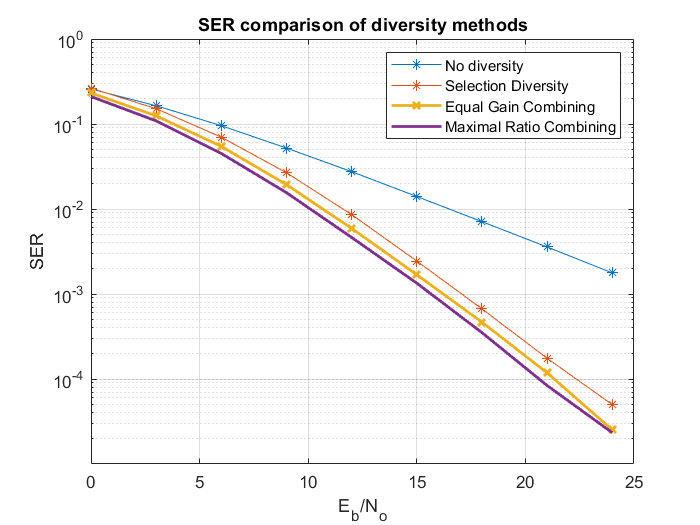 SER comparison of diversity methods
10^0
10^-1
10^-2
10^-3
10^-4
SER
No diversity
Selection Diversity
Equal Gain Combining
Maximal Ratio Combining
0 5 10 15 20 25
E_b/N_o